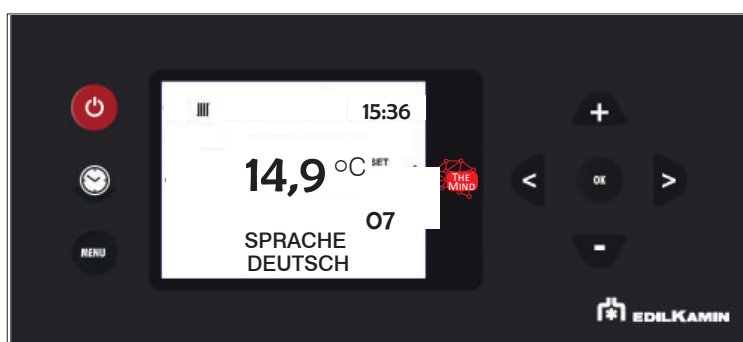 15:36
14,9 °C SET
07
SPRACHE
DEUTSCH
MENU
THE
MIND
+
< OK >
-
EDILKAMIN